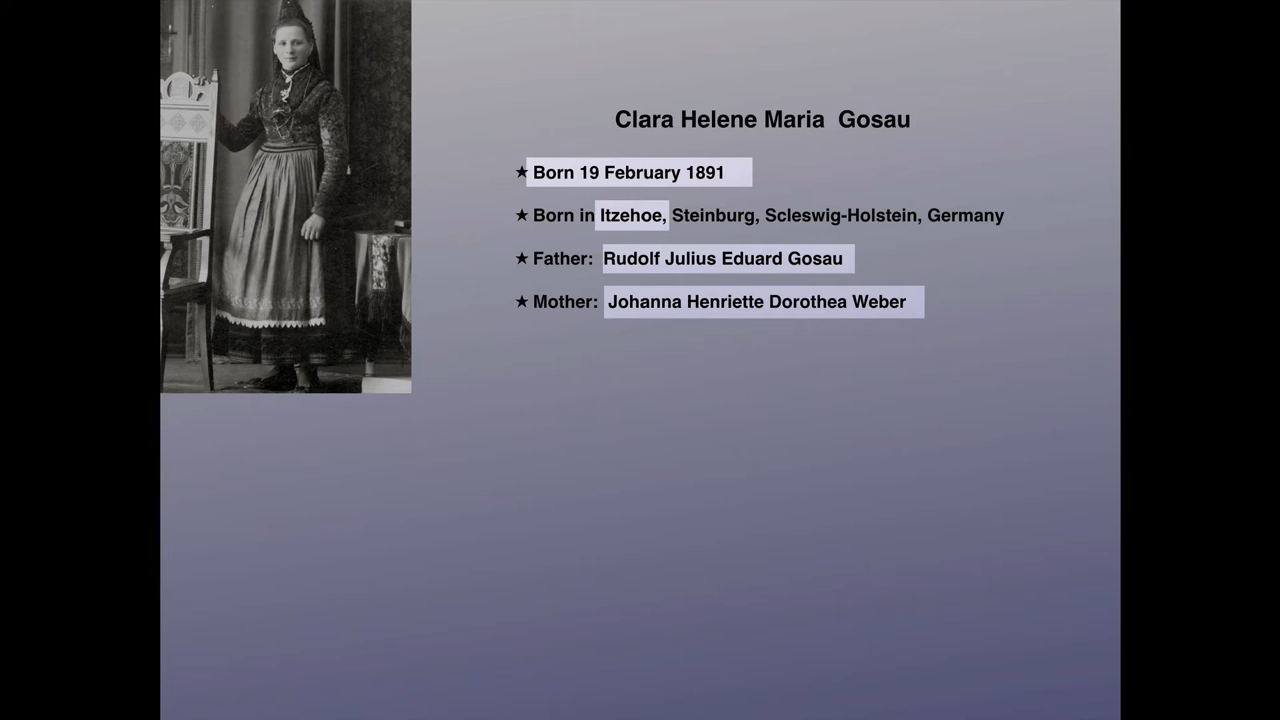 Clara Helene Maria  Gosau
★ Born 19 February 1891
★ Born in Itzehoe, Steinburg, Scleswig-Holstein, Germany
★ Father:  Rudolf Julius Eduard Gosau
★ Mother:  Johanna Henriette Dorothea Weber